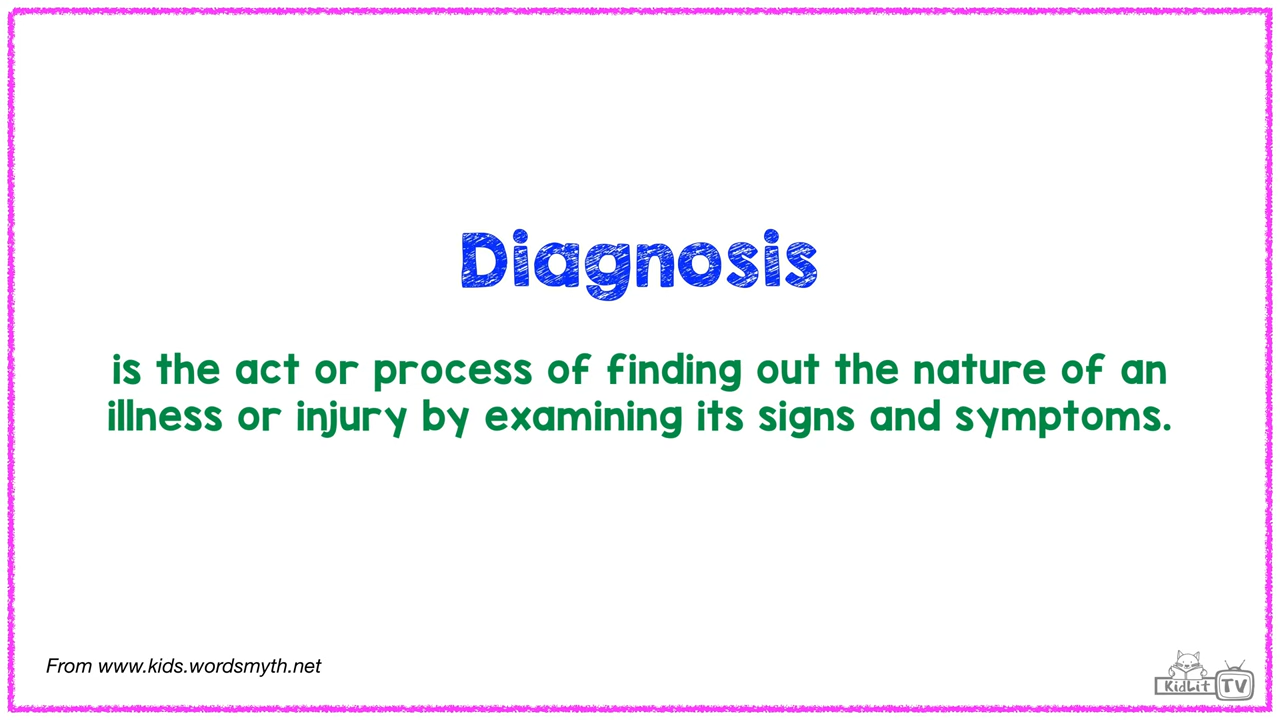 Diagnosis
is the act or process of finding out the nature of an
illness or injury by examining its signs and symptoms.
From www.kids.wordsmyth.net
KidLit TV